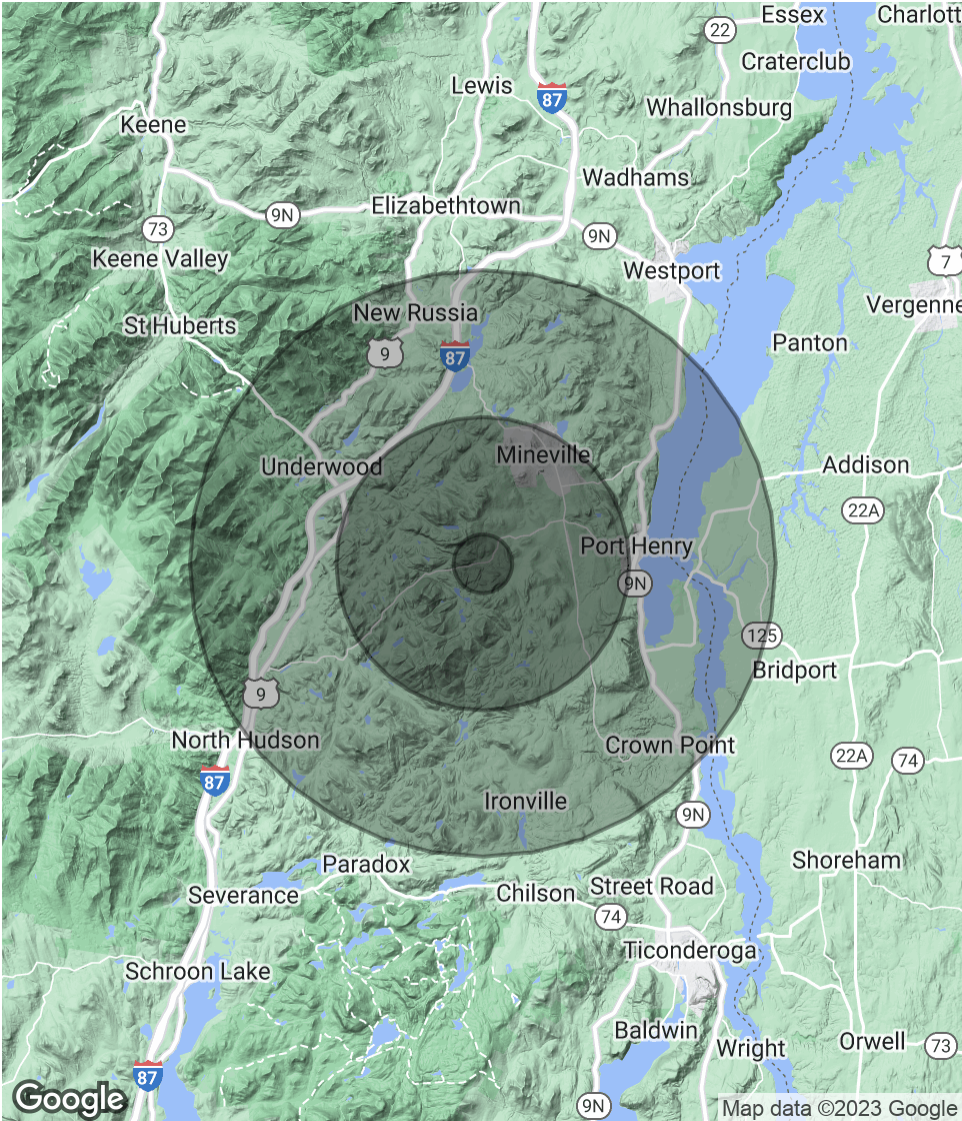 Essex
Charlott
22
Craterclub
Lewis
87
Whallonsburg
Keene
Wadhams
Elizabethtown
9N
73
9N
Keene Valley
Westport
7
Vergenne
New Russia
St Huberts
Panton
9
87
Mineville
Underwood
Addison
22A
Port Henry
9N
125
Bridport
9
North Hudson
Crown Point
22A
74
87
Ironville
9N
Paradox
Shoreham
Severance
Chilson
Street Road
74
Ticonderoga
Schroon Lake
Baldwin
Wright
Orwell
73
87
Google
9N
Map data ©2023 Google